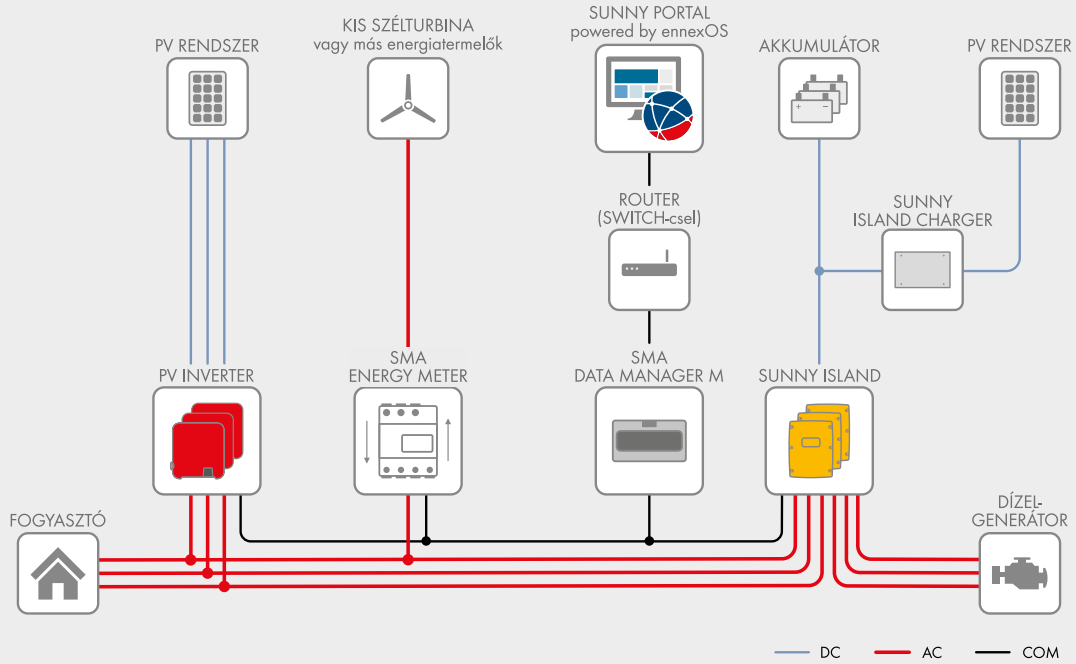 PV RENDSZER
KIS SZÉLTURBINA
vagy más energiatermelők
SUNNY PORTAL
powered by ennexOS
AKKUMULÁTOR
PV RENDSZER
ROUTER
(SWITCH-csel)
SUNNY
ISLAND CHARGER
PV INVERTER
SMA
ENERGY METER
SMA
DATA MANAGER M
SUNNY ISLAND
FOGYASZTÓ
DÍZEL-
GENERÁTOR
DC
AC
COM